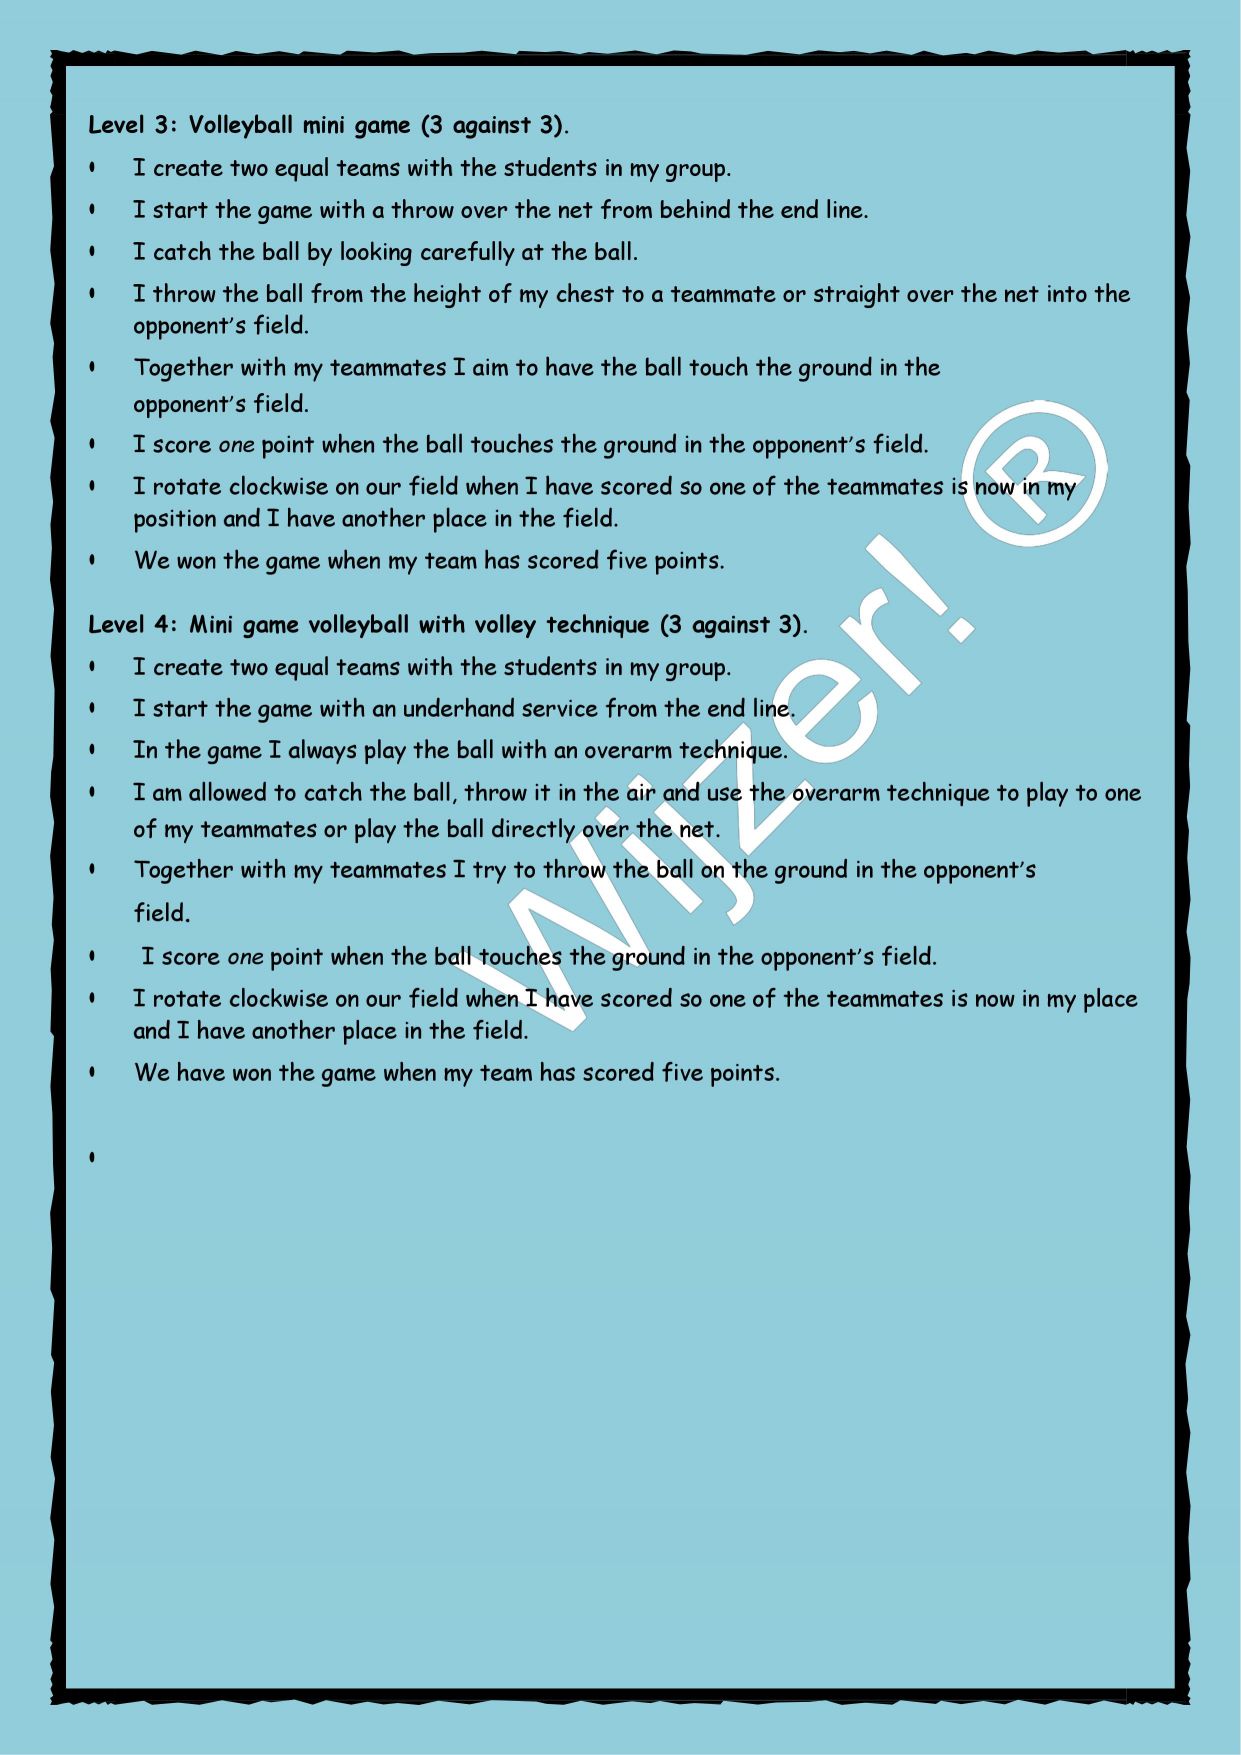 Level 3: Volleyball mini game (3 against 3).
• I create two equal teams with the students in my group.
• I start the game with a throw over the net from behind the end line.
• I catch the ball by looking carefully at the ball.
• I throw the ball from the height of my chest to a teammate or straight over the net into the
opponent’s field.
• Together with my teammates I aim to have the ball touch the ground in the
opponent’s field.
• I score one point when the ball touches the ground in the opponent’s field.
• I rotate clockwise on our field when I have scored so one of the teammates is now in my
position and I have another place in the field.
• We won the game when my team has scored five points.
Level 4: Mini game volleyball with volley technique (3 against 3).
• I create two equal teams with the students in my group.
• I start the game with an underhand service from the end line.
• In the game I always play the ball with an overarm technique.
• I am allowed to catch the ball, throw it in the air and use the overarm technique to play to one
of my teammates or play the ball directly over the net.
• Together with my teammates I try to throw the ball on the ground in the opponent’s
field.
• I score one point when the ball touches the ground in the opponent’s field.
• I rotate clockwise on our field when I have scored so one of the teammates is now in my place
and I have another place in the field.
• We have won the game when my team has scored five points.
•
Wijzer! ®